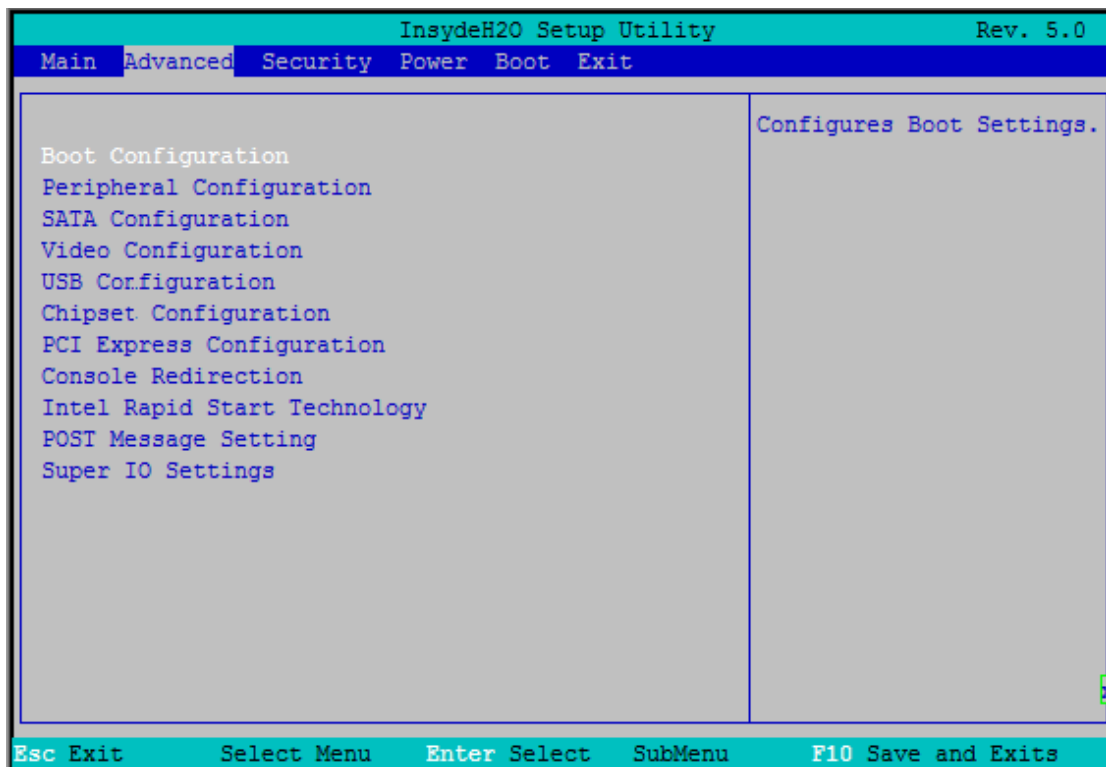 InsydeH2O Setup Utility Rev. 5.0
Main Advanced Security Power Boot Exit
Configures Boot Settings.
Boot Configuration
Peripheral Configuration
SATA Configuration
Video Configuration
USB Configuration
Chipset Configuration
PCI Express Configuration
Console Redirection
Intel Rapid Start Technology
POST Message Setting
Super IO Settings
Esc Exit Select Menu Enter Select SubMenu F10 Save and Exits